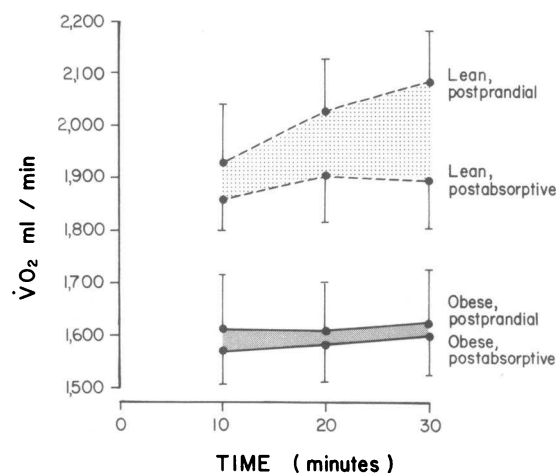 2,200
2,100
2,000
1,900
1,800
1,700
1,600
1,500
V̇O₂ ml / min
Lean,
postprandial
Lean,
postabsorptive
Obese,
postprandial
Obese,
postabsorptive
0 10 20 30
TIME (minutes)